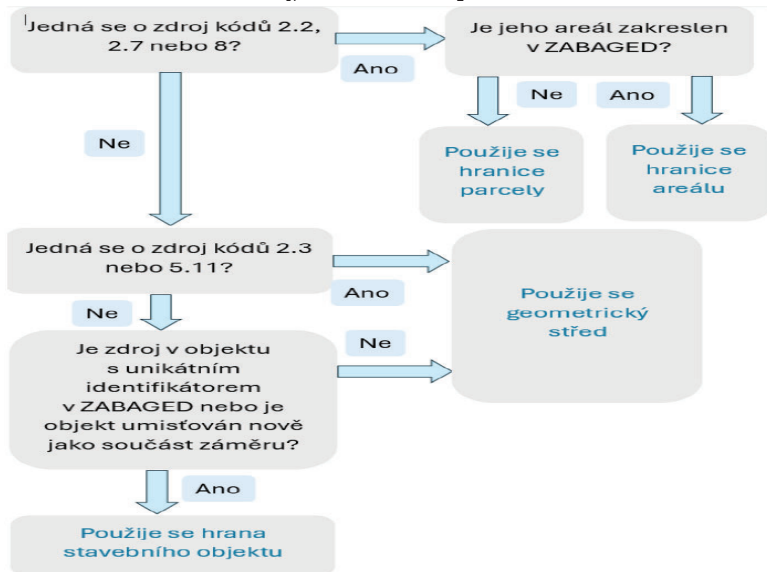 Jedná se o zdroj kódů 2.2,
2.7 nebo 8?
Ano
Je jeho areál zakreslen
v ZABAGED?
Ne
Ano
Použije se
hranice
parcely
Použije se
hranice
areálu
Ne
Jedná se o zdroj kódů 2.3
nebo 5.11?
Ano
Použije se
geometrický
střed
Ne
Je zdroj v objektu
s unikátním
identifikátorem
v ZABAGED nebo je
objekt umisťován nově
jako součást záměru?
Ne
Ano
Použije se hrana
stavebního objektu